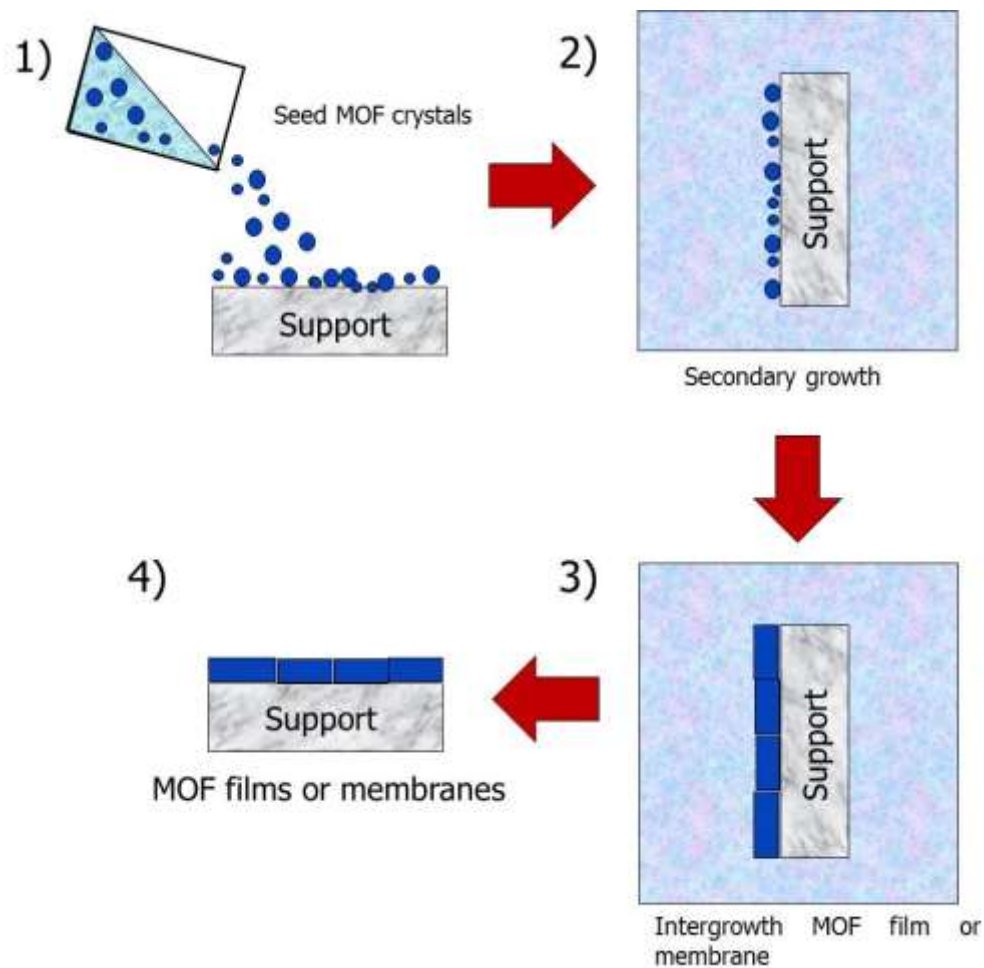 1)
Seed MOF crystals
Support
2)
Support
Secondary growth
3)
Support
Intergrowth MOF film or
membrane
4)
Support
MOF films or membranes